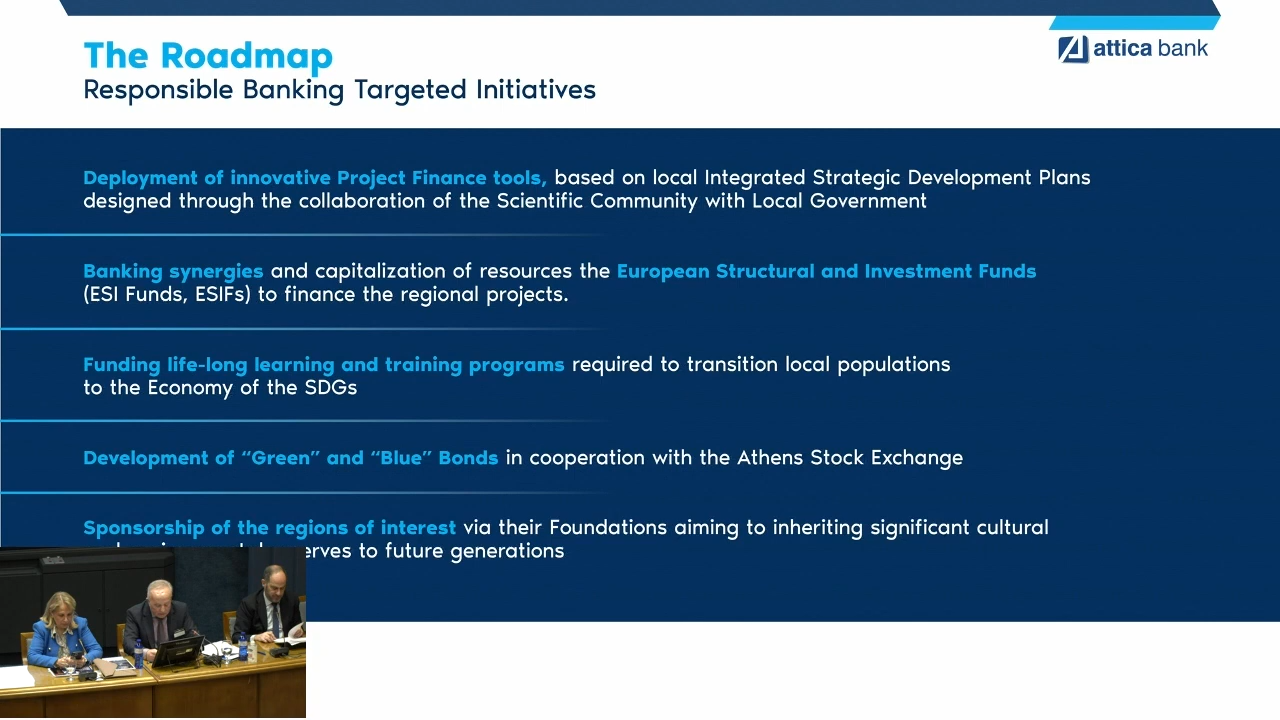 The Roadmap
Responsible Banking Targeted Initiatives
attica bank
Deployment of innovative Project Finance tools, based on local Integrated Strategic Development Plans
designed through the collaboration of the Scientific Community with Local Government
Banking synergies and capitalization of resources the European Structural and Investment Funds
(ESI Funds, ESIFs) to finance the regional projects.
Funding life-long learning and training programs required to transition local populations
to the Economy of the SDGs
Development of “Green” and “Blue” Bonds in cooperation with the Athens Stock Exchange
Sponsorship of the regions of interest via their Foundations aiming to inheriting significant cultural
to future generations